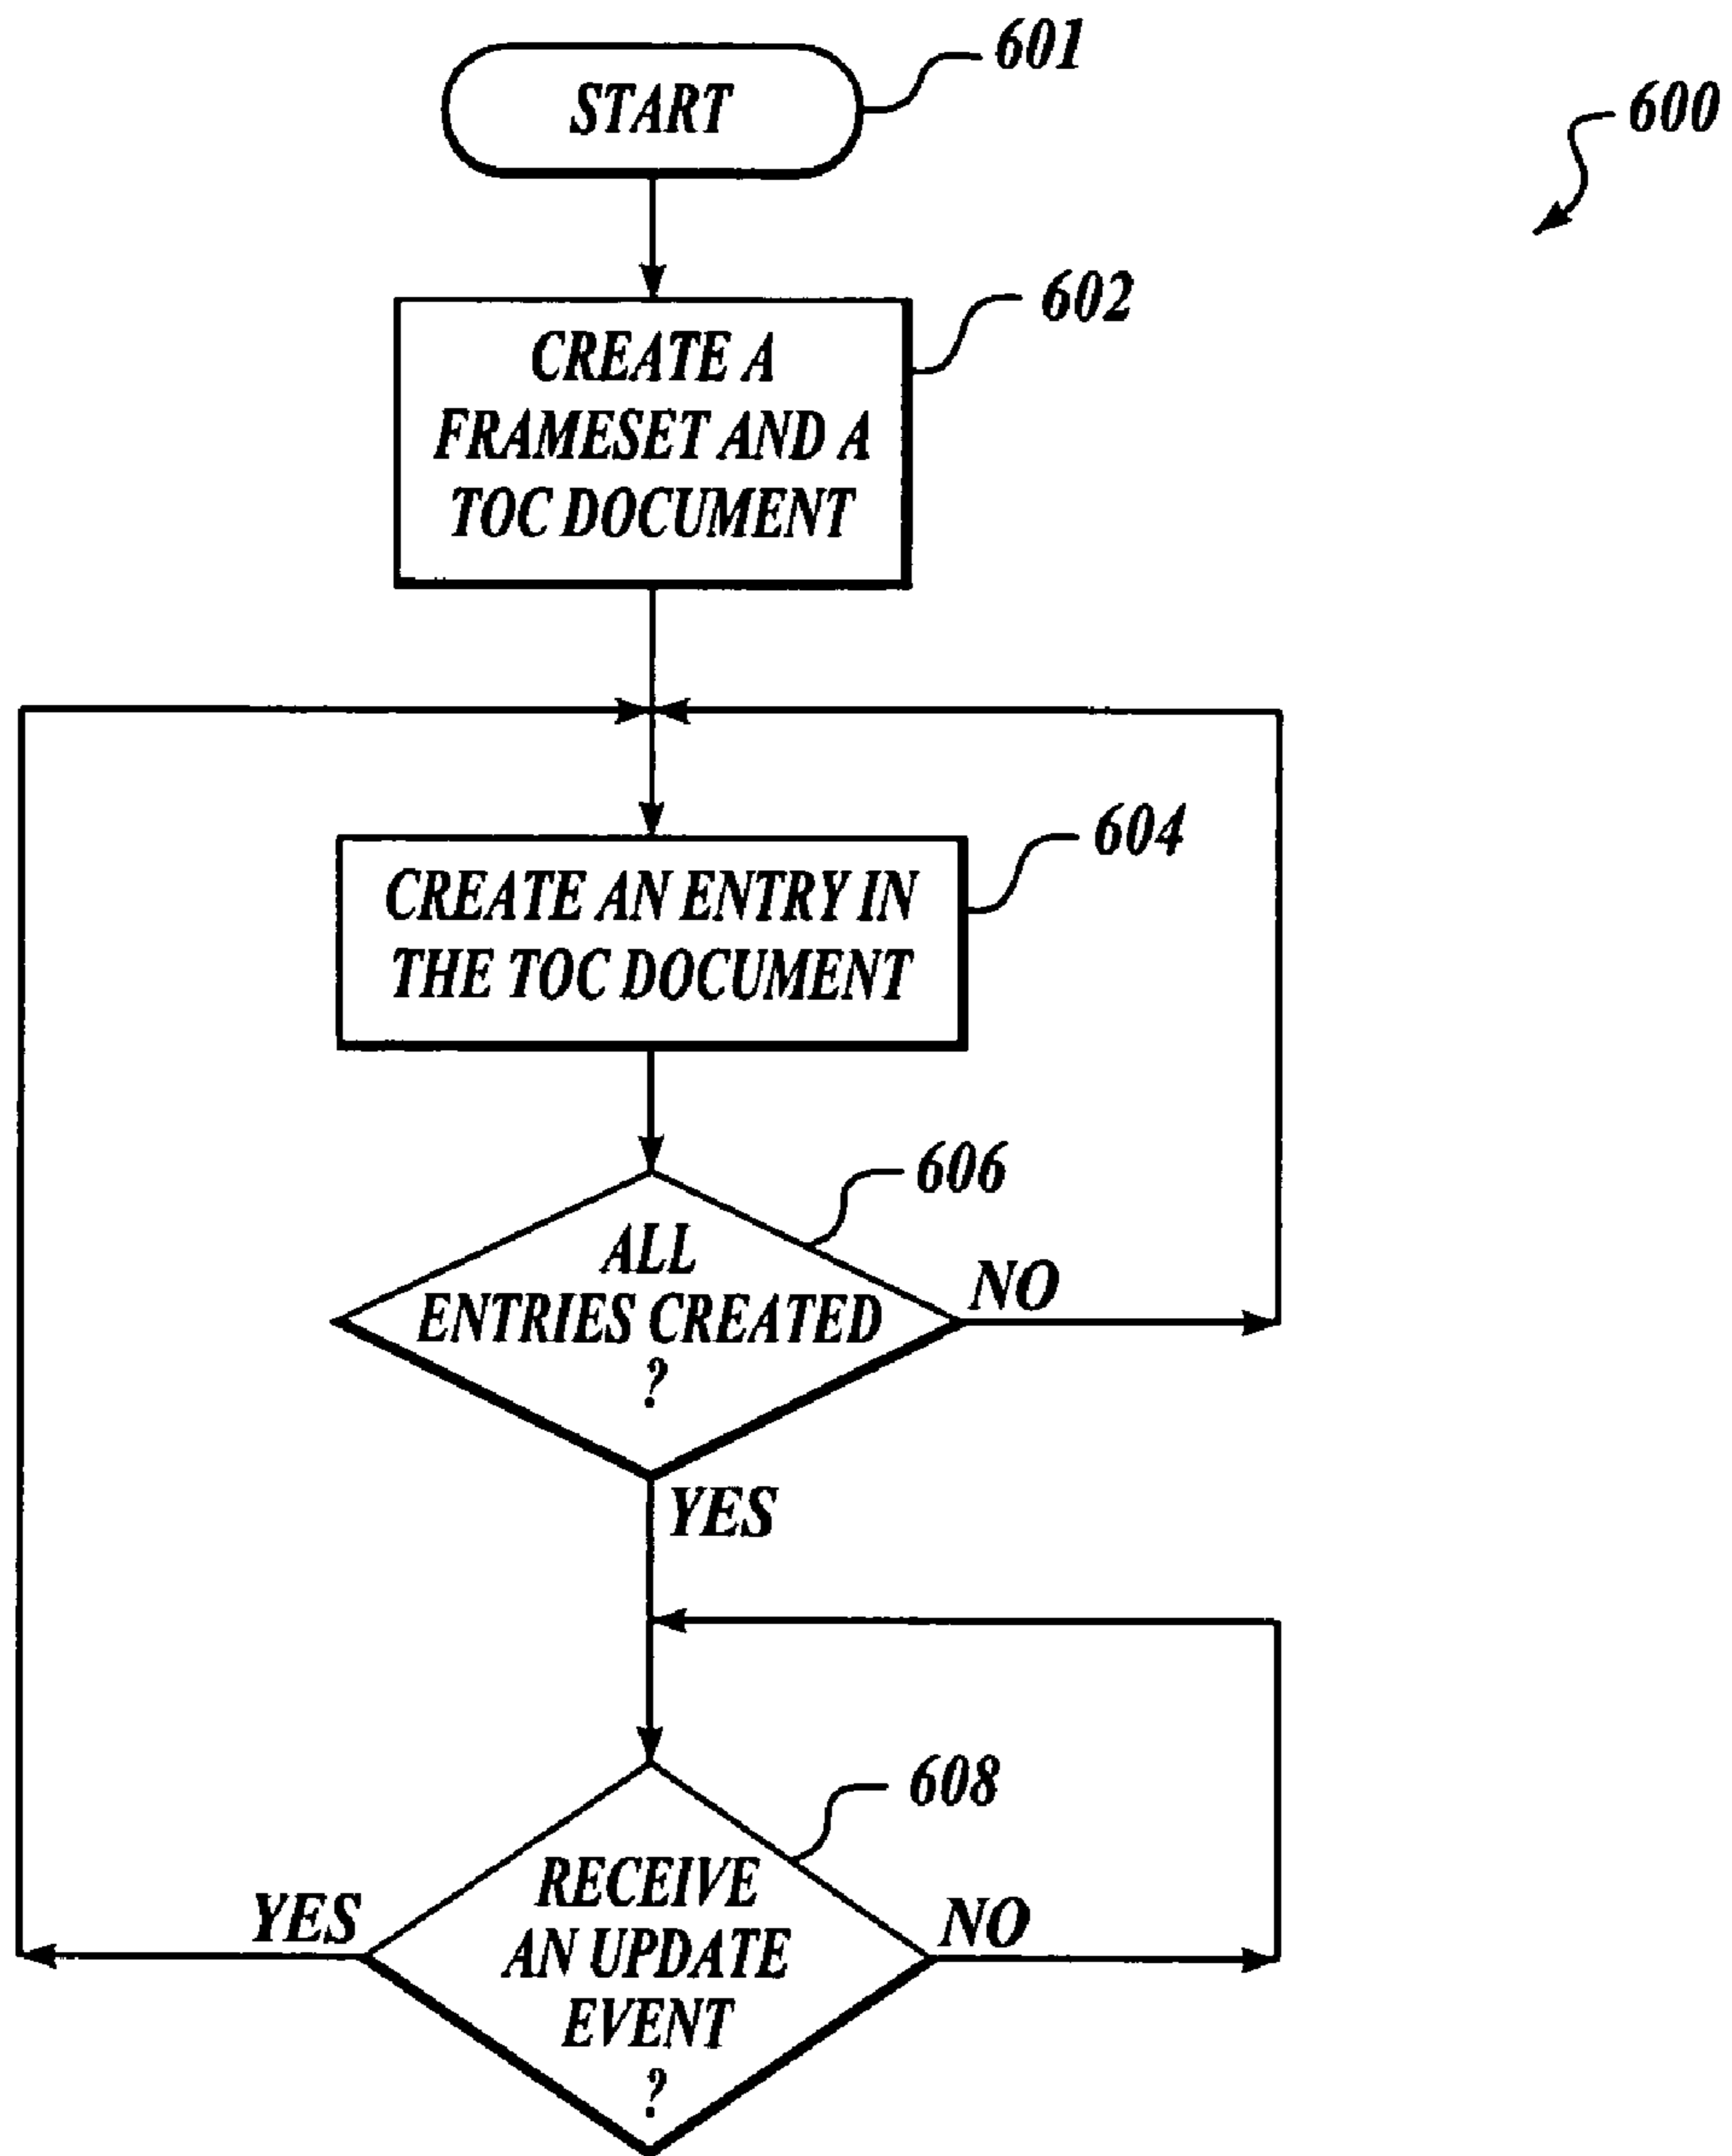 601
START
600
602
CREATE A
FRAMESET AND A
TOC DOCUMENT
604
CREATE AN ENTRY IN
THE TOC DOCUMENT
606
ALL
ENTRIES CREATED
?
NO
YES
608
RECEIVE
AN UPDATE
EVENT
?
YES
NO